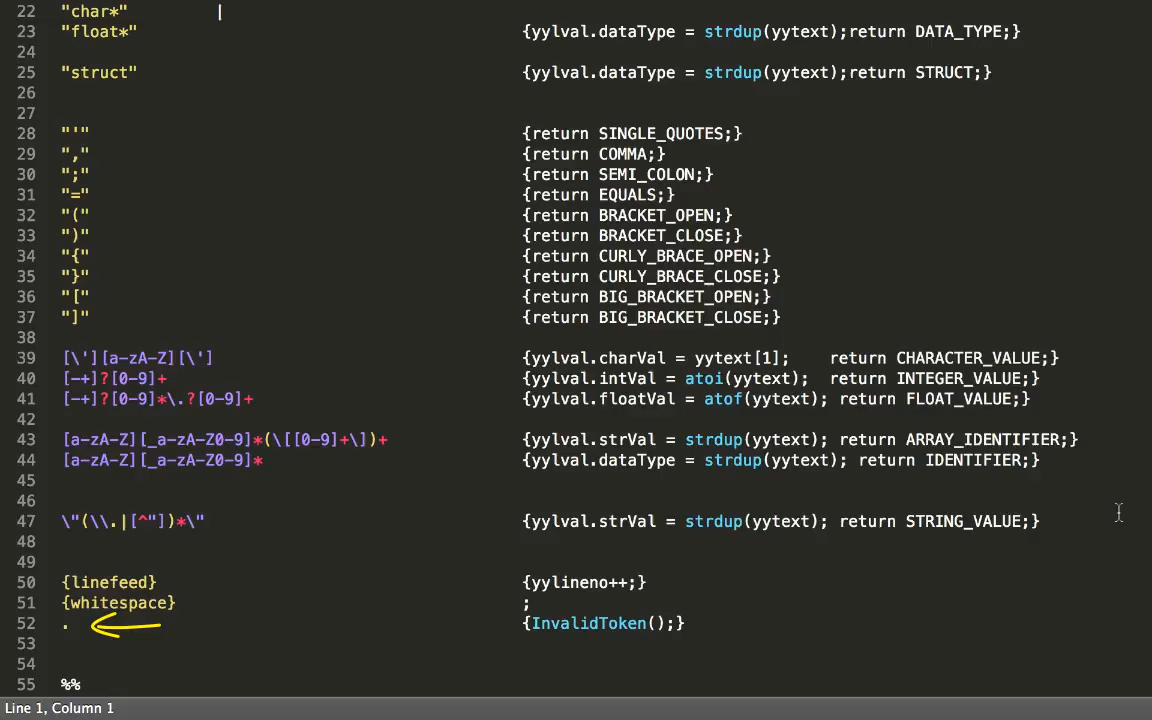 22 "char*" |
23 "float*" {yylval.dataType = strdup(yytext);return DATA_TYPE;}
24
25 "struct" {yylval.dataType = strdup(yytext);return STRUCT;}
26
27
28 "'" {return SINGLE_QUOTES;}
29 "," {return COMMA;}
30 ";" {return SEMI_COLON;}
31 "=" {return EQUALS;}
32 "(" {return BRACKET_OPEN;}
33 ")" {return BRACKET_CLOSE;}
34 "{" {return CURLY_BRACE_OPEN;}
35 "}" {return CURLY_BRACE_CLOSE;}
36 "[" {return BIG_BRACKET_OPEN;}
37 "]" {return BIG_BRACKET_CLOSE;}
38
39 [\'][a-zA-Z][\'] {yylval.charVal = yytext[1]; return CHARACTER_VALUE;}
40 [-+]?[0-9]+ {yylval.intVal = atoi(yytext); return INTEGER_VALUE;}
41 [-+]?[0-9]*\.?[0-9]+ {yylval.floatVal = atof(yytext); return FLOAT_VALUE;}
42
43 [a-zA-Z][_a-zA-Z0-9]*(\[[0-9]+\])+ {yylval.strVal = strdup(yytext); return ARRAY_IDENTIFIER;}
44 [a-zA-Z][_a-zA-Z0-9]* {yylval.dataType = strdup(yytext); return IDENTIFIER;}
45
46
47 \"(\\.|[^"])*\" {yylval.strVal = strdup(yytext); return STRING_VALUE;}
48
49
50 {linefeed} {yylineno++;}
51 {whitespace} ;
52 . {InvalidToken();}
53
54
55 %%
Line 1, Column 1